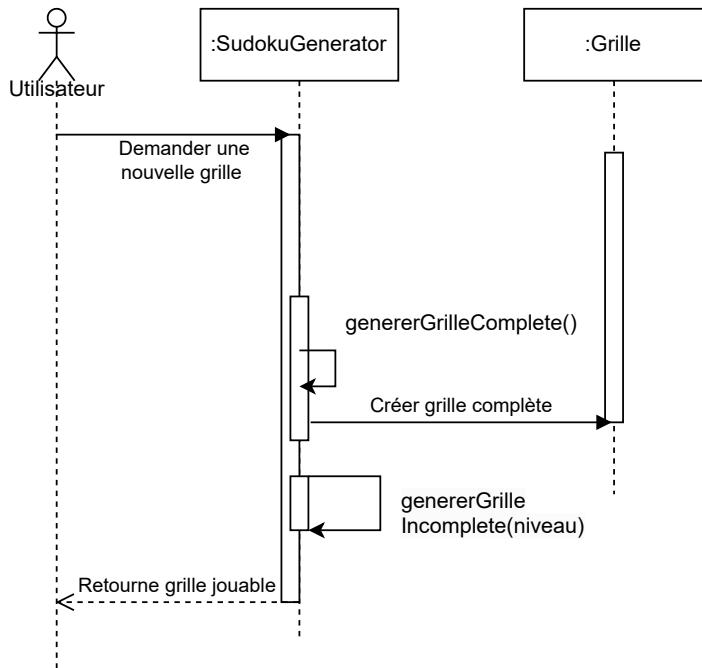 :SudokuGenerator
:Grille
Utilisateur
Demander une
nouvelle grille
genererGrilleComplete()
Créer grille complète
genererGrille
Incomplete(niveau)
Retourne grille jouable